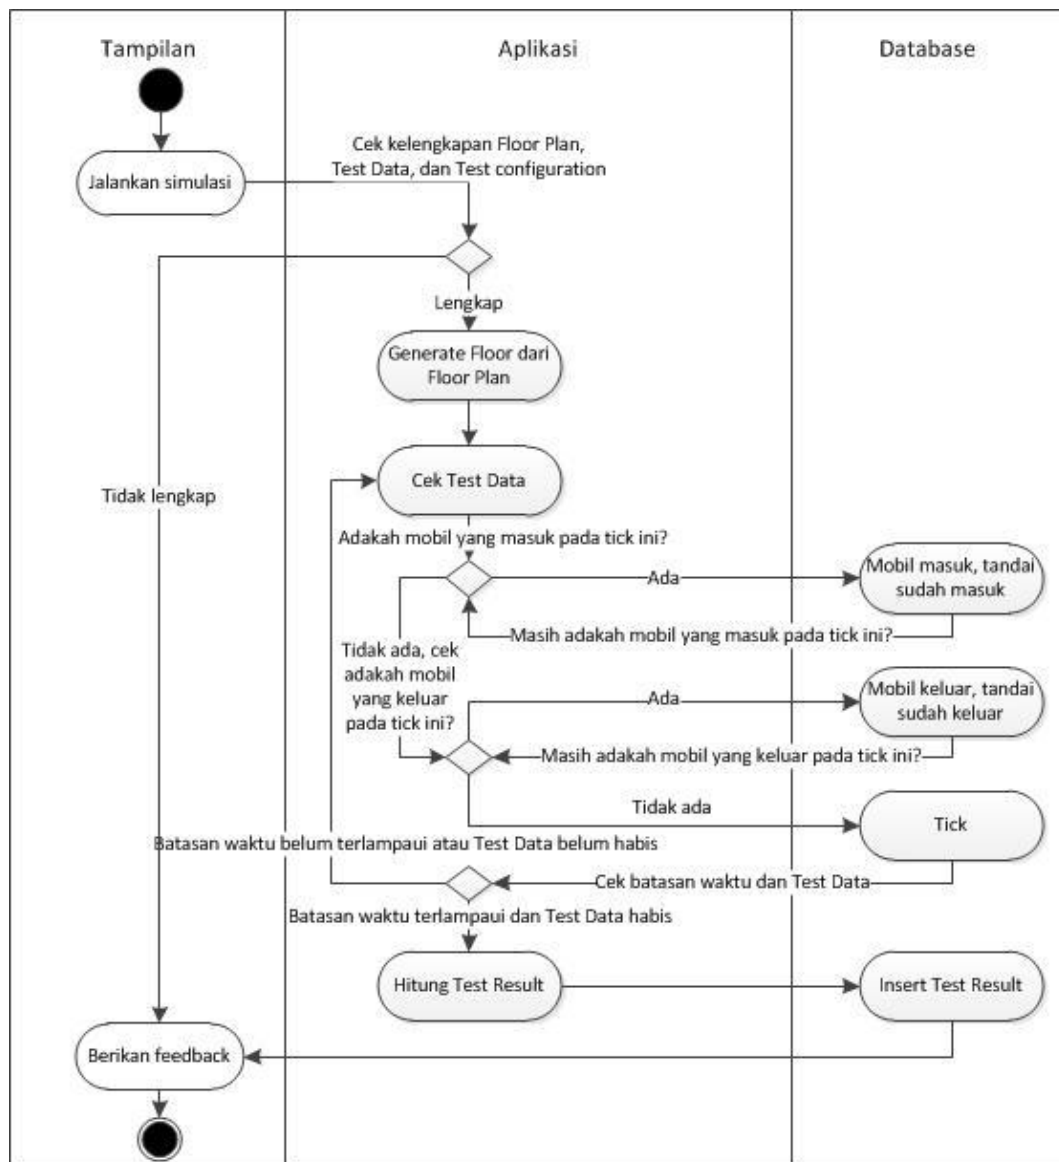 Tampilan
Aplikasi
Database
Cek kelengkapan Floor Plan,
Test Data, dan Test configuration
Jalankan simulasi
Lengkap
Generate Floor dari
Floor Plan
Cek Test Data
Tidak lengkap
Adakah mobil yang masuk pada tick ini?
Ada
Mobil masuk, tandai
sudah masuk
Masih adakah mobil yang masuk pada tick ini?
Tidak ada, cek
adakah mobil
yang keluar
pada tick ini?
Ada
Mobil keluar, tandai
sudah keluar
Masih adakah mobil yang keluar pada tick ini?
Tidak ada
Tick
Batasan waktu belum terlampaui atau Test Data belum habis
Cek batasan waktu dan Test Data
Batasan waktu terlampaui dan Test Data habis
Hitung Test Result
Insert Test Result
Berikan feedback